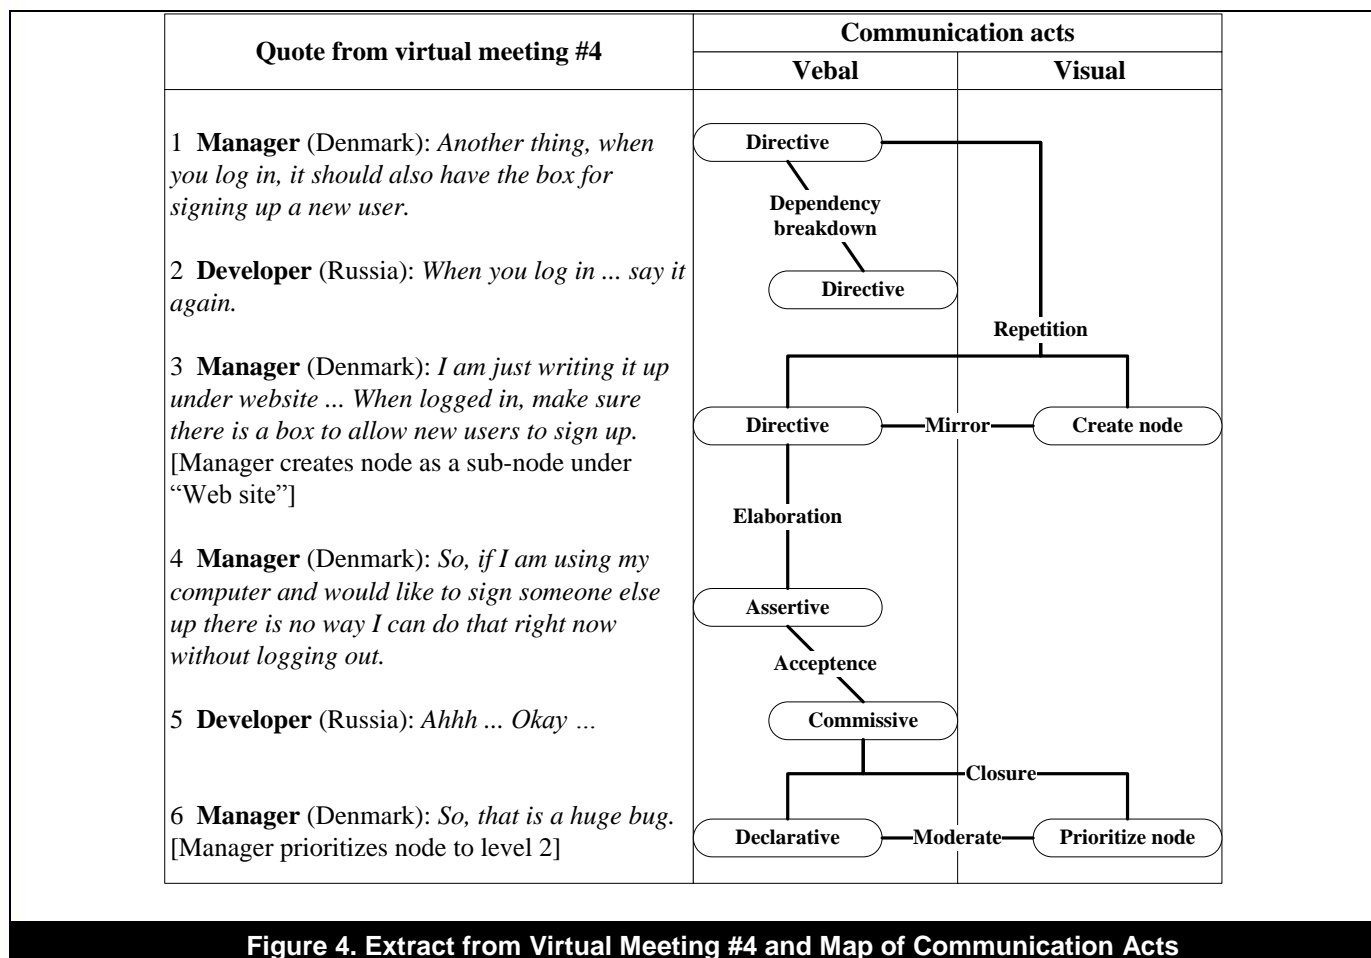 Quote from virtual meeting #4
Communication acts
Vebal
Visual
1 Manager (Denmark): Another thing, when
you log in, it should also have the box for
signing up a new user.
Directive
Dependency
breakdown
2 Developer (Russia): When you log in ... say it
again.
Directive
Repetition
3 Manager (Denmark): I am just writing it up
under website ... When logged in, make sure
there is a box to allow new users to sign up.
[Manager creates node as a sub-node under
“Web site”]
Directive
Mirror
Create node
Elaboration
4 Manager (Denmark): So, if I am using my
computer and would like to sign someone else
up there is no way I can do that right now
without logging out.
Assertive
Acceptence
5 Developer (Russia): Ahhh ... Okay …
Commissive
Closure
6 Manager (Denmark): So, that is a huge bug.
[Manager prioritizes node to level 2]
Declarative
Moderate
Prioritize node
Figure 4. Extract from Virtual Meeting #4 and Map of Communication Acts